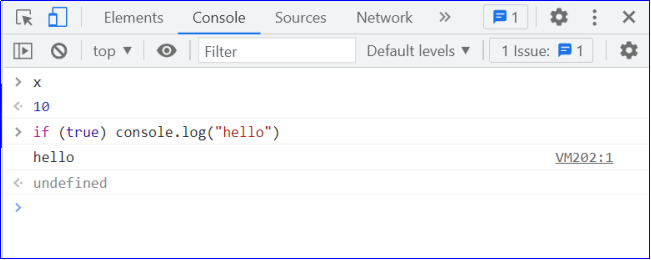 Elements Console Sources Network » 1
top ▼ Filter Default levels ▼ 1 Issue: 1
> x
<· 10
> if (true) console.log("hello")
hello VM202:1
<· undefined
>